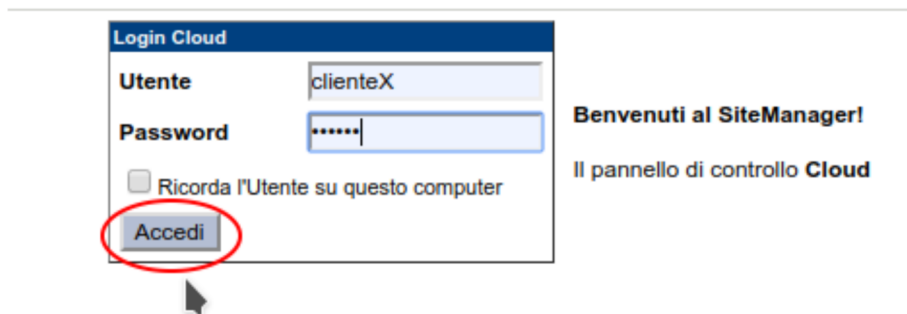 Login Cloud
Utente clienteX
Password ••••••
Benvenuti al SiteManager!
Il pannello di controllo Cloud
Ricorda l'Utente su questo computer
Accedi